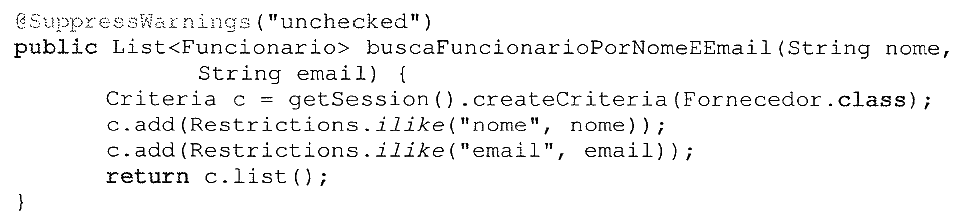 @SuppressWarnings("unchecked")
public List<Funcionario> buscaFuncionarioPorNomeEEmail(String nome,
String email) {
Criteria c = getSession().createCriteria(Fornecedor.class);
c.add(Restrictions.ilike("nome", nome));
c.add(Restrictions.ilike("email", email));
return c.list();
}